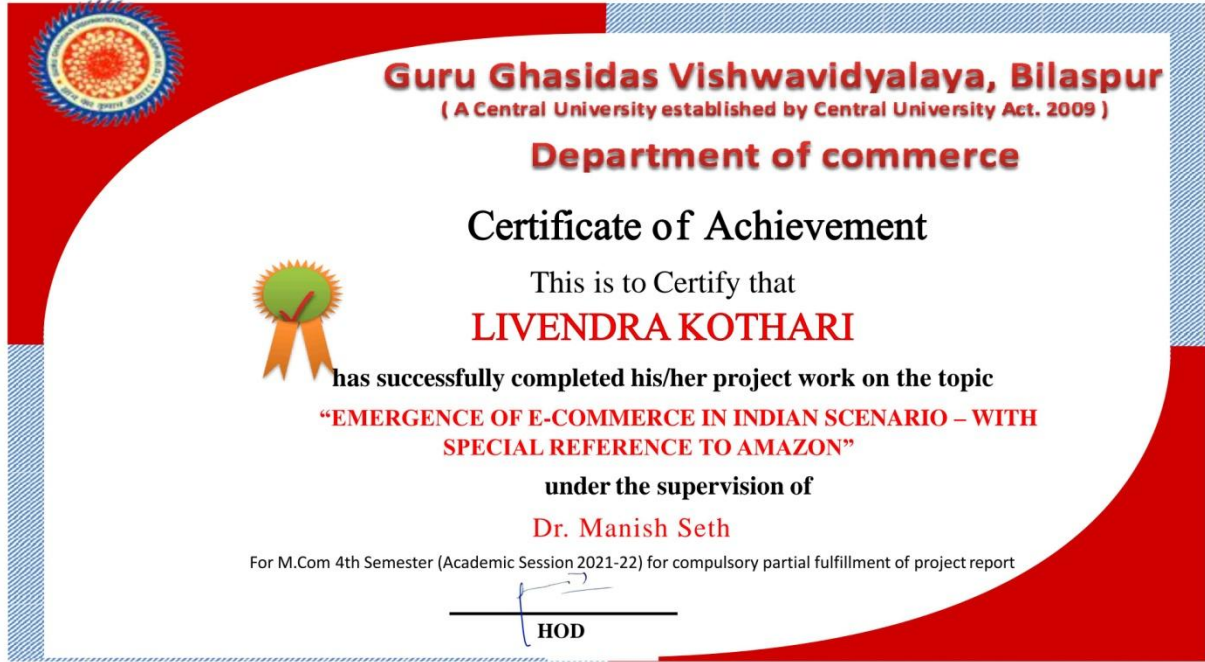 Guru Ghasidas Vishwavidyalaya, Bilaspur
( A Central University established by Central University Act. 2009 )
Department of commerce
Certificate of Achievement
This is to Certify that
LIVENDRA KOTHARI
has successfully completed his/her project work on the topic
“EMERGENCE OF E-COMMERCE IN INDIAN SCENARIO – WITH
SPECIAL REFERENCE TO AMAZON”
under the supervision of
Dr. Manish Seth
For M.Com 4th Semester (Academic Session 2021-22) for compulsory partial fulfillment of project report
HOD